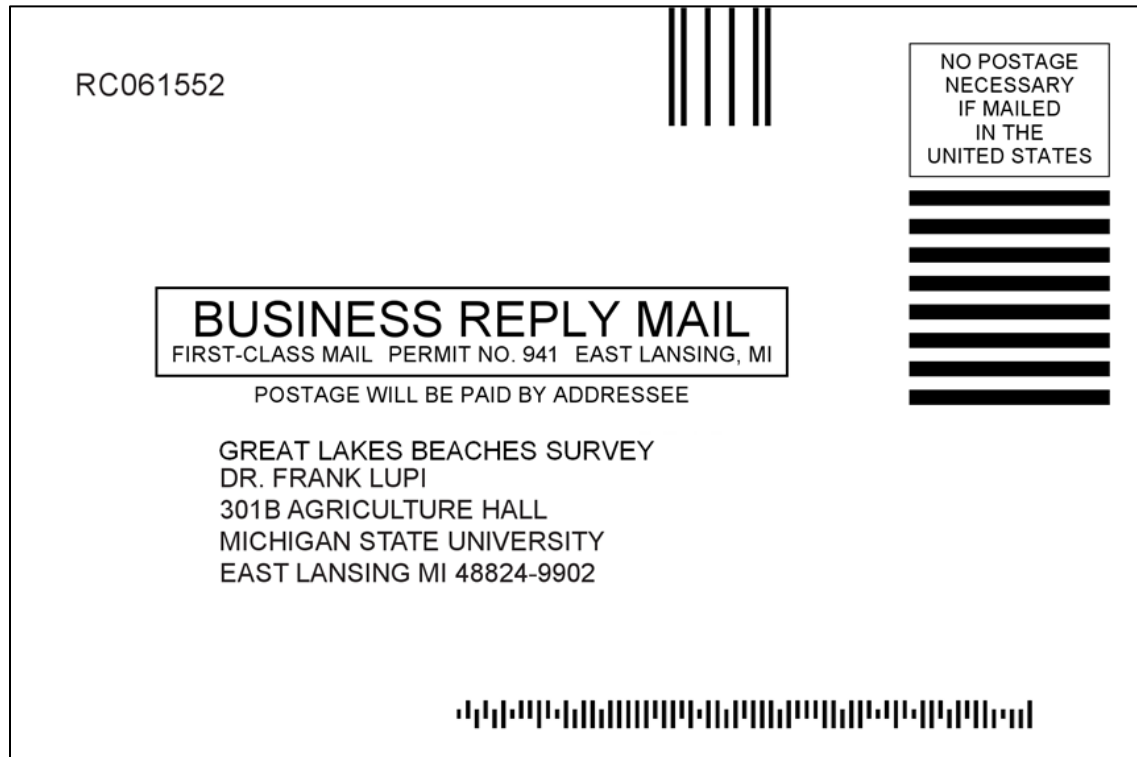 RC061552
NO POSTAGE
NECESSARY
IF MAILED
IN THE
UNITED STATES
BUSINESS REPLY MAIL
FIRST-CLASS MAIL PERMIT NO. 941 EAST LANSING, MI
POSTAGE WILL BE PAID BY ADDRESSEE
GREAT LAKES BEACHES SURVEY
DR. FRANK LUPI
301B AGRICULTURE HALL
MICHIGAN STATE UNIVERSITY
EAST LANSING MI 48824-9902